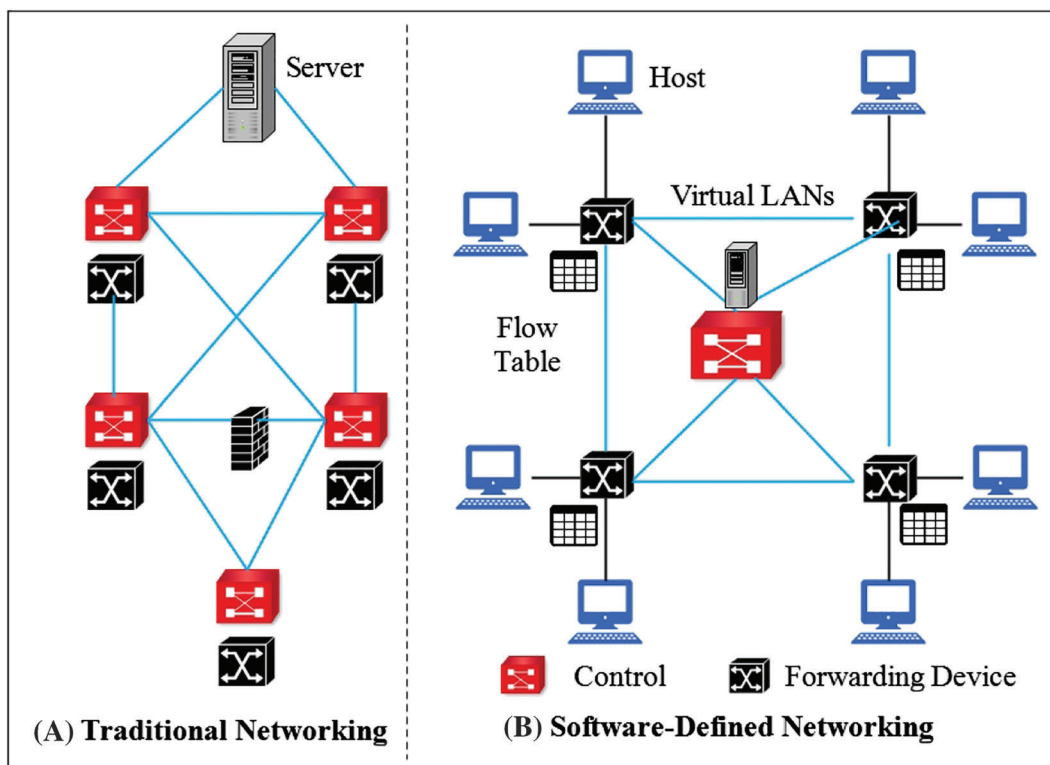 Server
Host
Virtual LANs
Flow
Table
Control
Forwarding Device
(A) Traditional Networking
(B) Software-Defined Networking